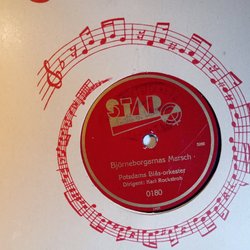 STAR
Björneborgarnas Marsch
Potsdams Blås-orkester
Dirigent: Karl Rockstroh
0180